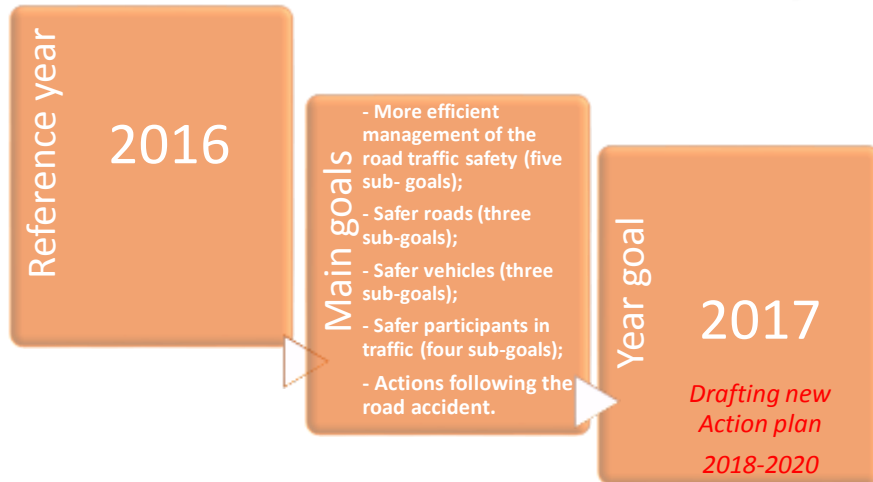 Reference year
2016
Main goals
- More efficient
management of the
road traffic safety (five
sub- goals);
- Safer roads (three
sub-goals);
- Safer vehicles (three
sub-goals);
- Safer participants in
traffic (four sub-goals);
- Actions following the
road accident.
Year goal
2017
Drafting new
Action plan
2018-2020